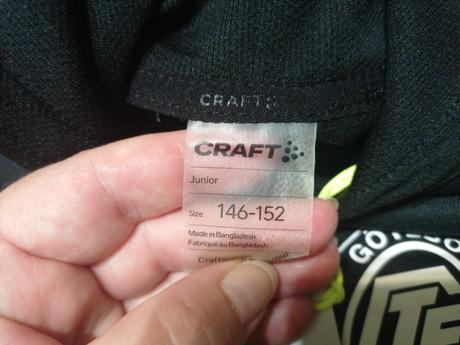 CRAFT
CRAFT
Junior
Size 146-152
Made in Bangladesh
Fabriqué au Bangladesh